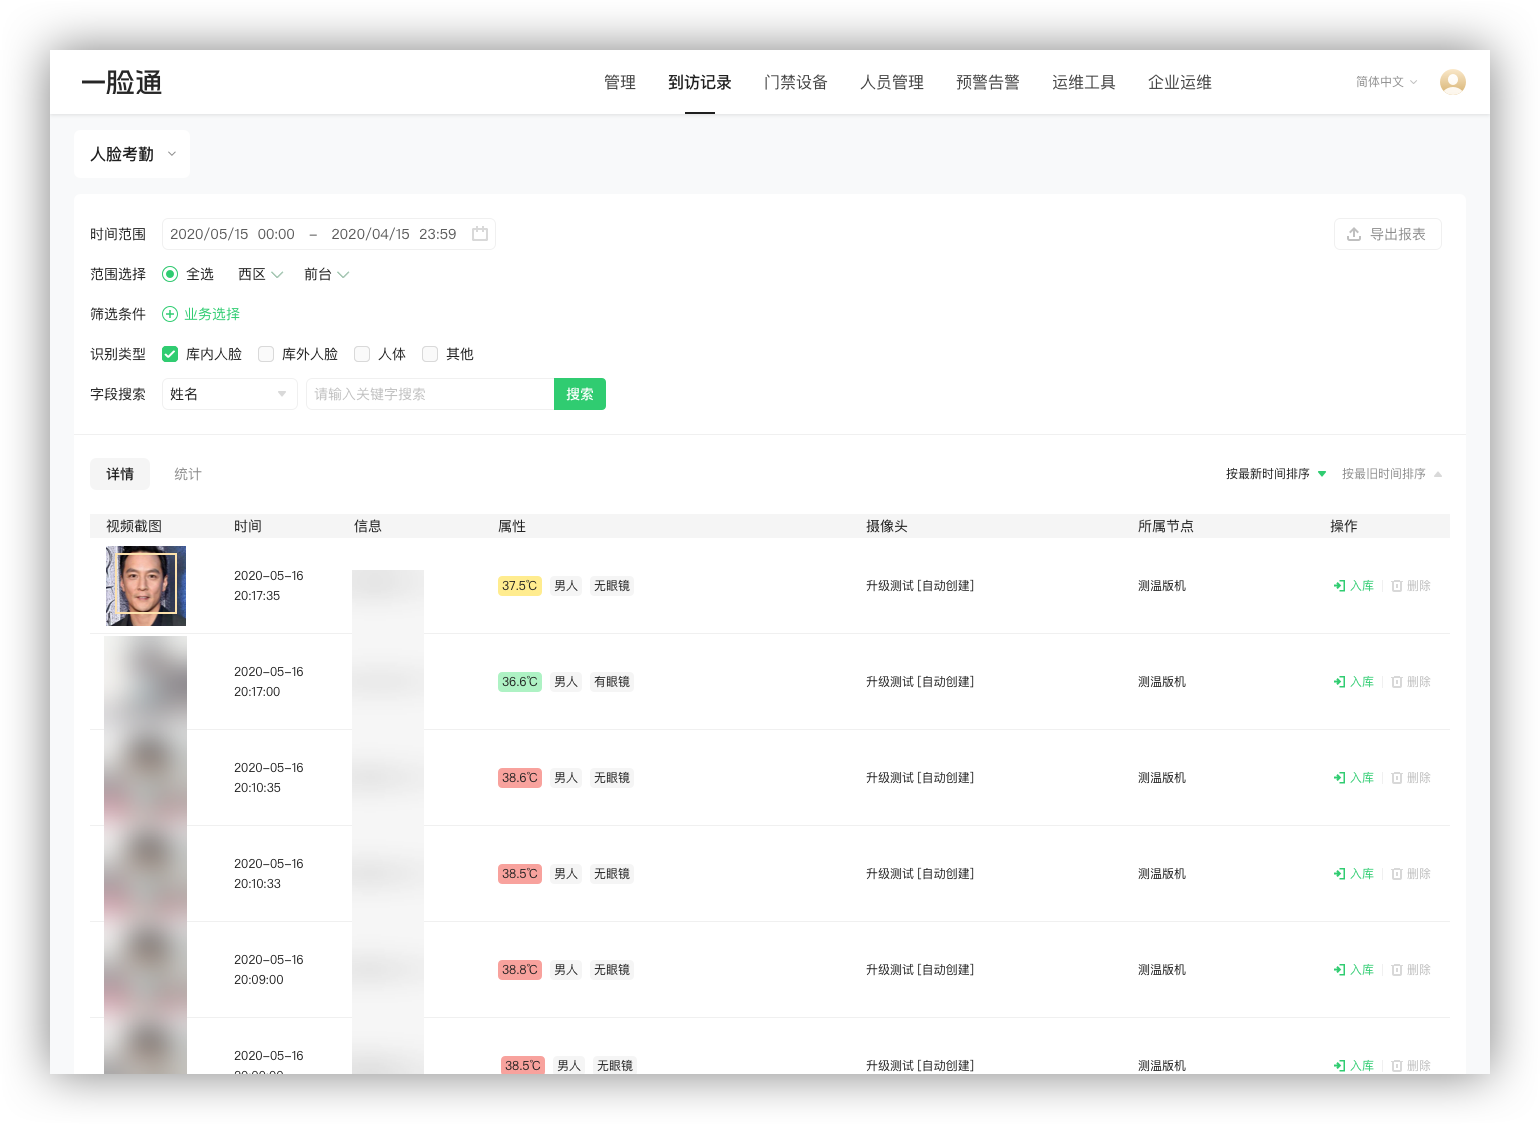 一脸通
管理 到访记录 门禁设备 人员管理 预警告警 运维工具 企业运维 简体中文
人脸考勤
时间范围 2020/05/15 00:00 – 2020/04/15 23:59 导出报表
范围选择 全选 西区 前台
筛选条件 业务选择
识别类型 库内人脸 库外人脸 人体 其他
字段搜索 姓名 请输入关键字搜索 搜索
详情 统计 按最新时间排序 按最旧时间排序
视频截图 时间 信息 属性 摄像头 所属节点 操作
2020–05–16
20:17:35
37.5℃ 男人 无眼镜 升级测试 [自动创建] 测温版机 入库 删除
2020–05–16
20:17:00
36.6℃ 男人 有眼镜 升级测试 [自动创建] 测温版机 入库 删除
2020–05–16
20:10:35
38.6℃ 男人 无眼镜 升级测试 [自动创建] 测温版机 入库 删除
2020–05–16
20:10:33
38.5℃ 男人 无眼镜 升级测试 [自动创建] 测温版机 入库 删除
2020–05–16
20:09:00
38.8℃ 男人 无眼镜 升级测试 [自动创建] 测温版机 入库 删除
2020–05–16
38.5℃ 男人 无眼镜 升级测试 [自动创建] 测温版机 入库 删除